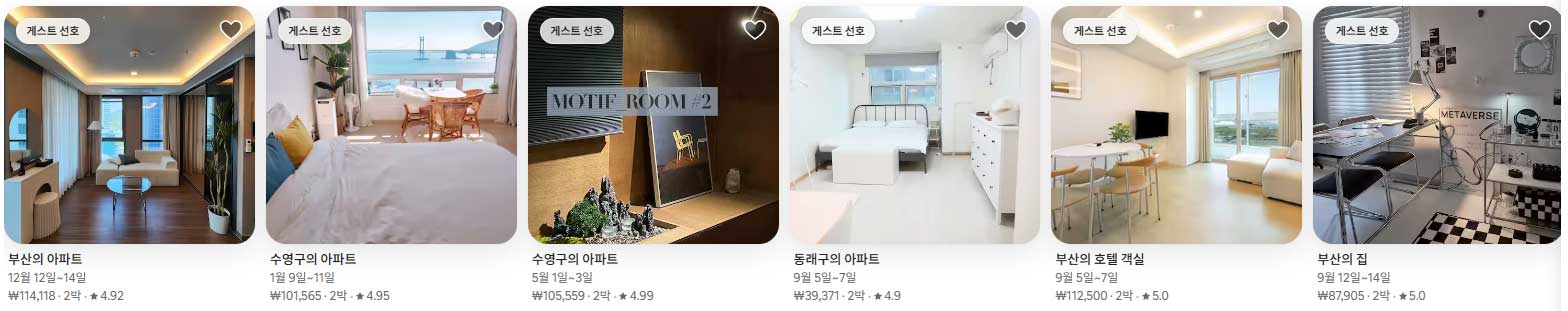 게스트 선호
부산의 아파트
12월 12일~14일
₩114,118 · 2박 · ★ 4.92
게스트 선호
수영구의 아파트
1월 9일~11일
₩101,565 · 2박 · ★ 4.95
게스트 선호
MOTIF ROOM #2
수영구의 아파트
5월 1일~3일
₩105,559 · 2박 · ★ 4.99
게스트 선호
동래구의 아파트
9월 5일~7일
₩39,371 · 2박 · ★ 4.9
게스트 선호
부산의 호텔 객실
9월 5일~7일
₩112,500 · 2박 · ★ 5.0
게스트 선호
METAVERSE
부산의 집
9월 12일~14일
₩87,905 · 2박 · ★ 5.0